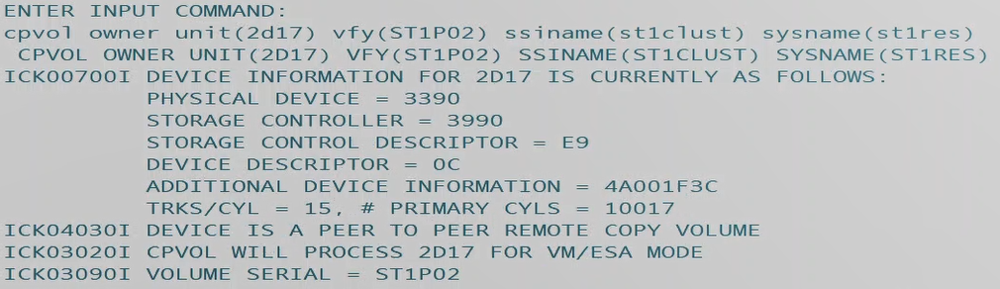 ENTER INPUT COMMAND:
cpvol owner unit(2d17) vfy(ST1P02) ssiname(st1clust) sysname(st1res)
CPVOL OWNER UNIT(2D17) VFY(ST1P02) SSINAME(ST1CLUST) SYSNAME(ST1RES)
ICK00700I DEVICE INFORMATION FOR 2D17 IS CURRENTLY AS FOLLOWS:
PHYSICAL DEVICE = 3390
STORAGE CONTROLLER = 3990
STORAGE CONTROL DESCRIPTOR = E9
DEVICE DESCRIPTOR = 0C
ADDITIONAL DEVICE INFORMATION = 4A001F3C
TRKS/CYL = 15, # PRIMARY CYLS = 10017
ICK04030I DEVICE IS A PEER TO PEER REMOTE COPY VOLUME
ICK03020I CPVOL WILL PROCESS 2D17 FOR VM/ESA MODE
ICK03090I VOLUME SERIAL = ST1P02